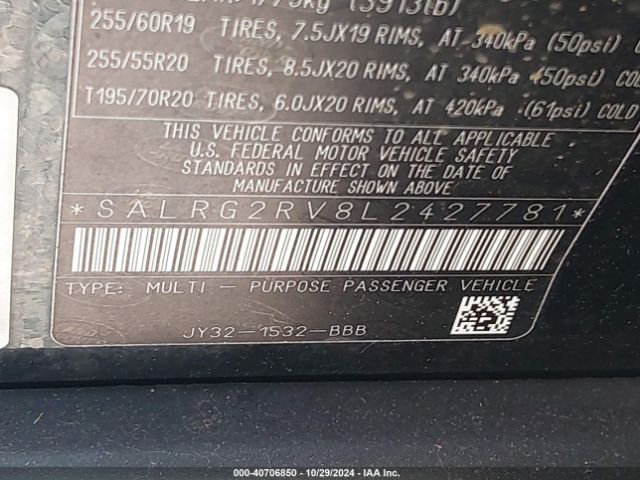 1775kg (3913lb)
255/60R19 TIRES, 7.5JX19 RIMS, AT 340kPa (50psi)
255/55R20 TIRES, 8.5JX20 RIMS, AT 340kPa (50psi) CO
T195/70R20 TIRES, 6.0JX20 RIMS, AT 420kPa (61psi) COLD
THIS VEHICLE CONFORMS TO ALL APPLICABLE
U.S. FEDERAL MOTOR VEHICLE SAFETY
STANDARDS IN EFFECT ON THE DATE OF
MANUFACTURE SHOWN ABOVE.
*SALRG2RV8L2427781*
TYPE: MULTI - PURPOSE PASSENGER VEHICLE
JY32-1532-BBB
000-40706850 - 10/29/2024 - IAA Inc.